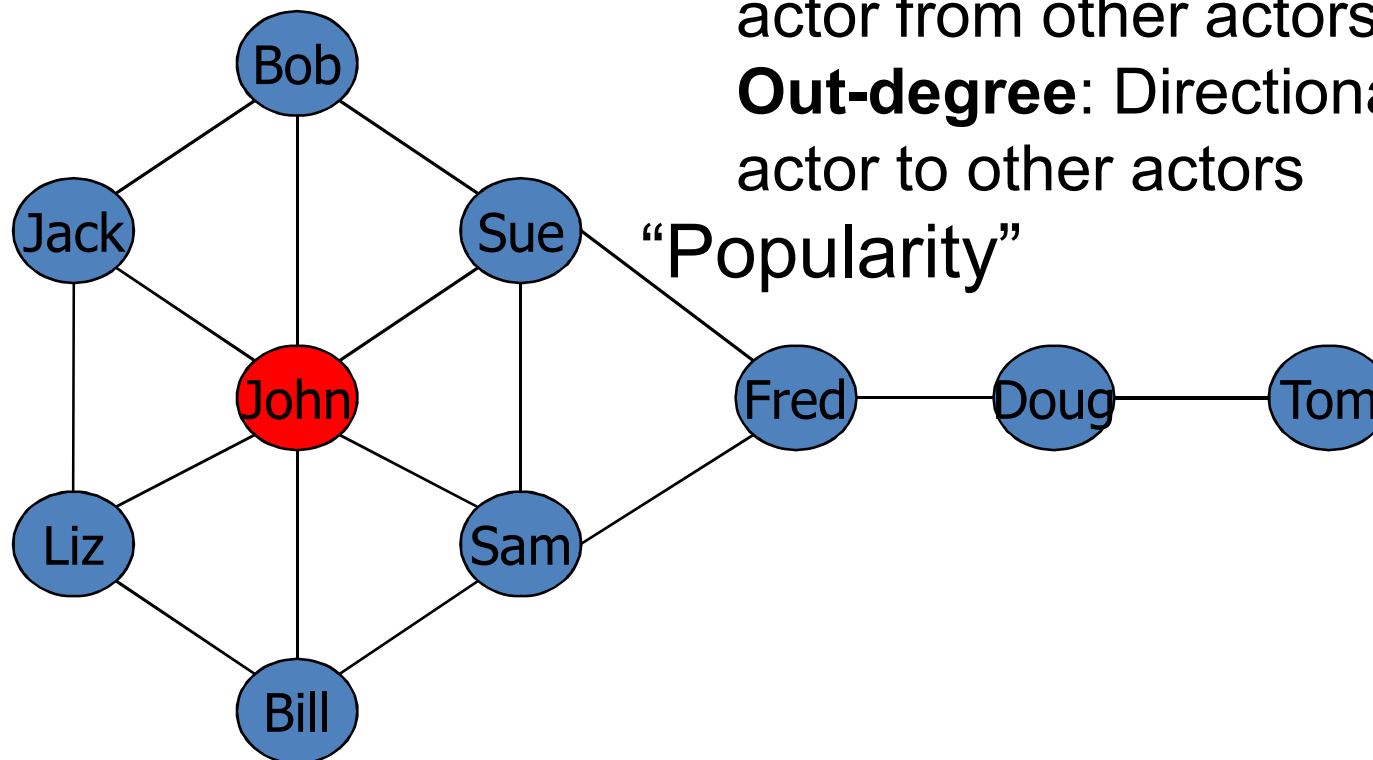 actor from other actors
Out-degree: Directiona
actor to other actors
“Popularity”
Bob
Jack
Sue
John
Fred
Doug
Tom
Liz
Sam
Bill